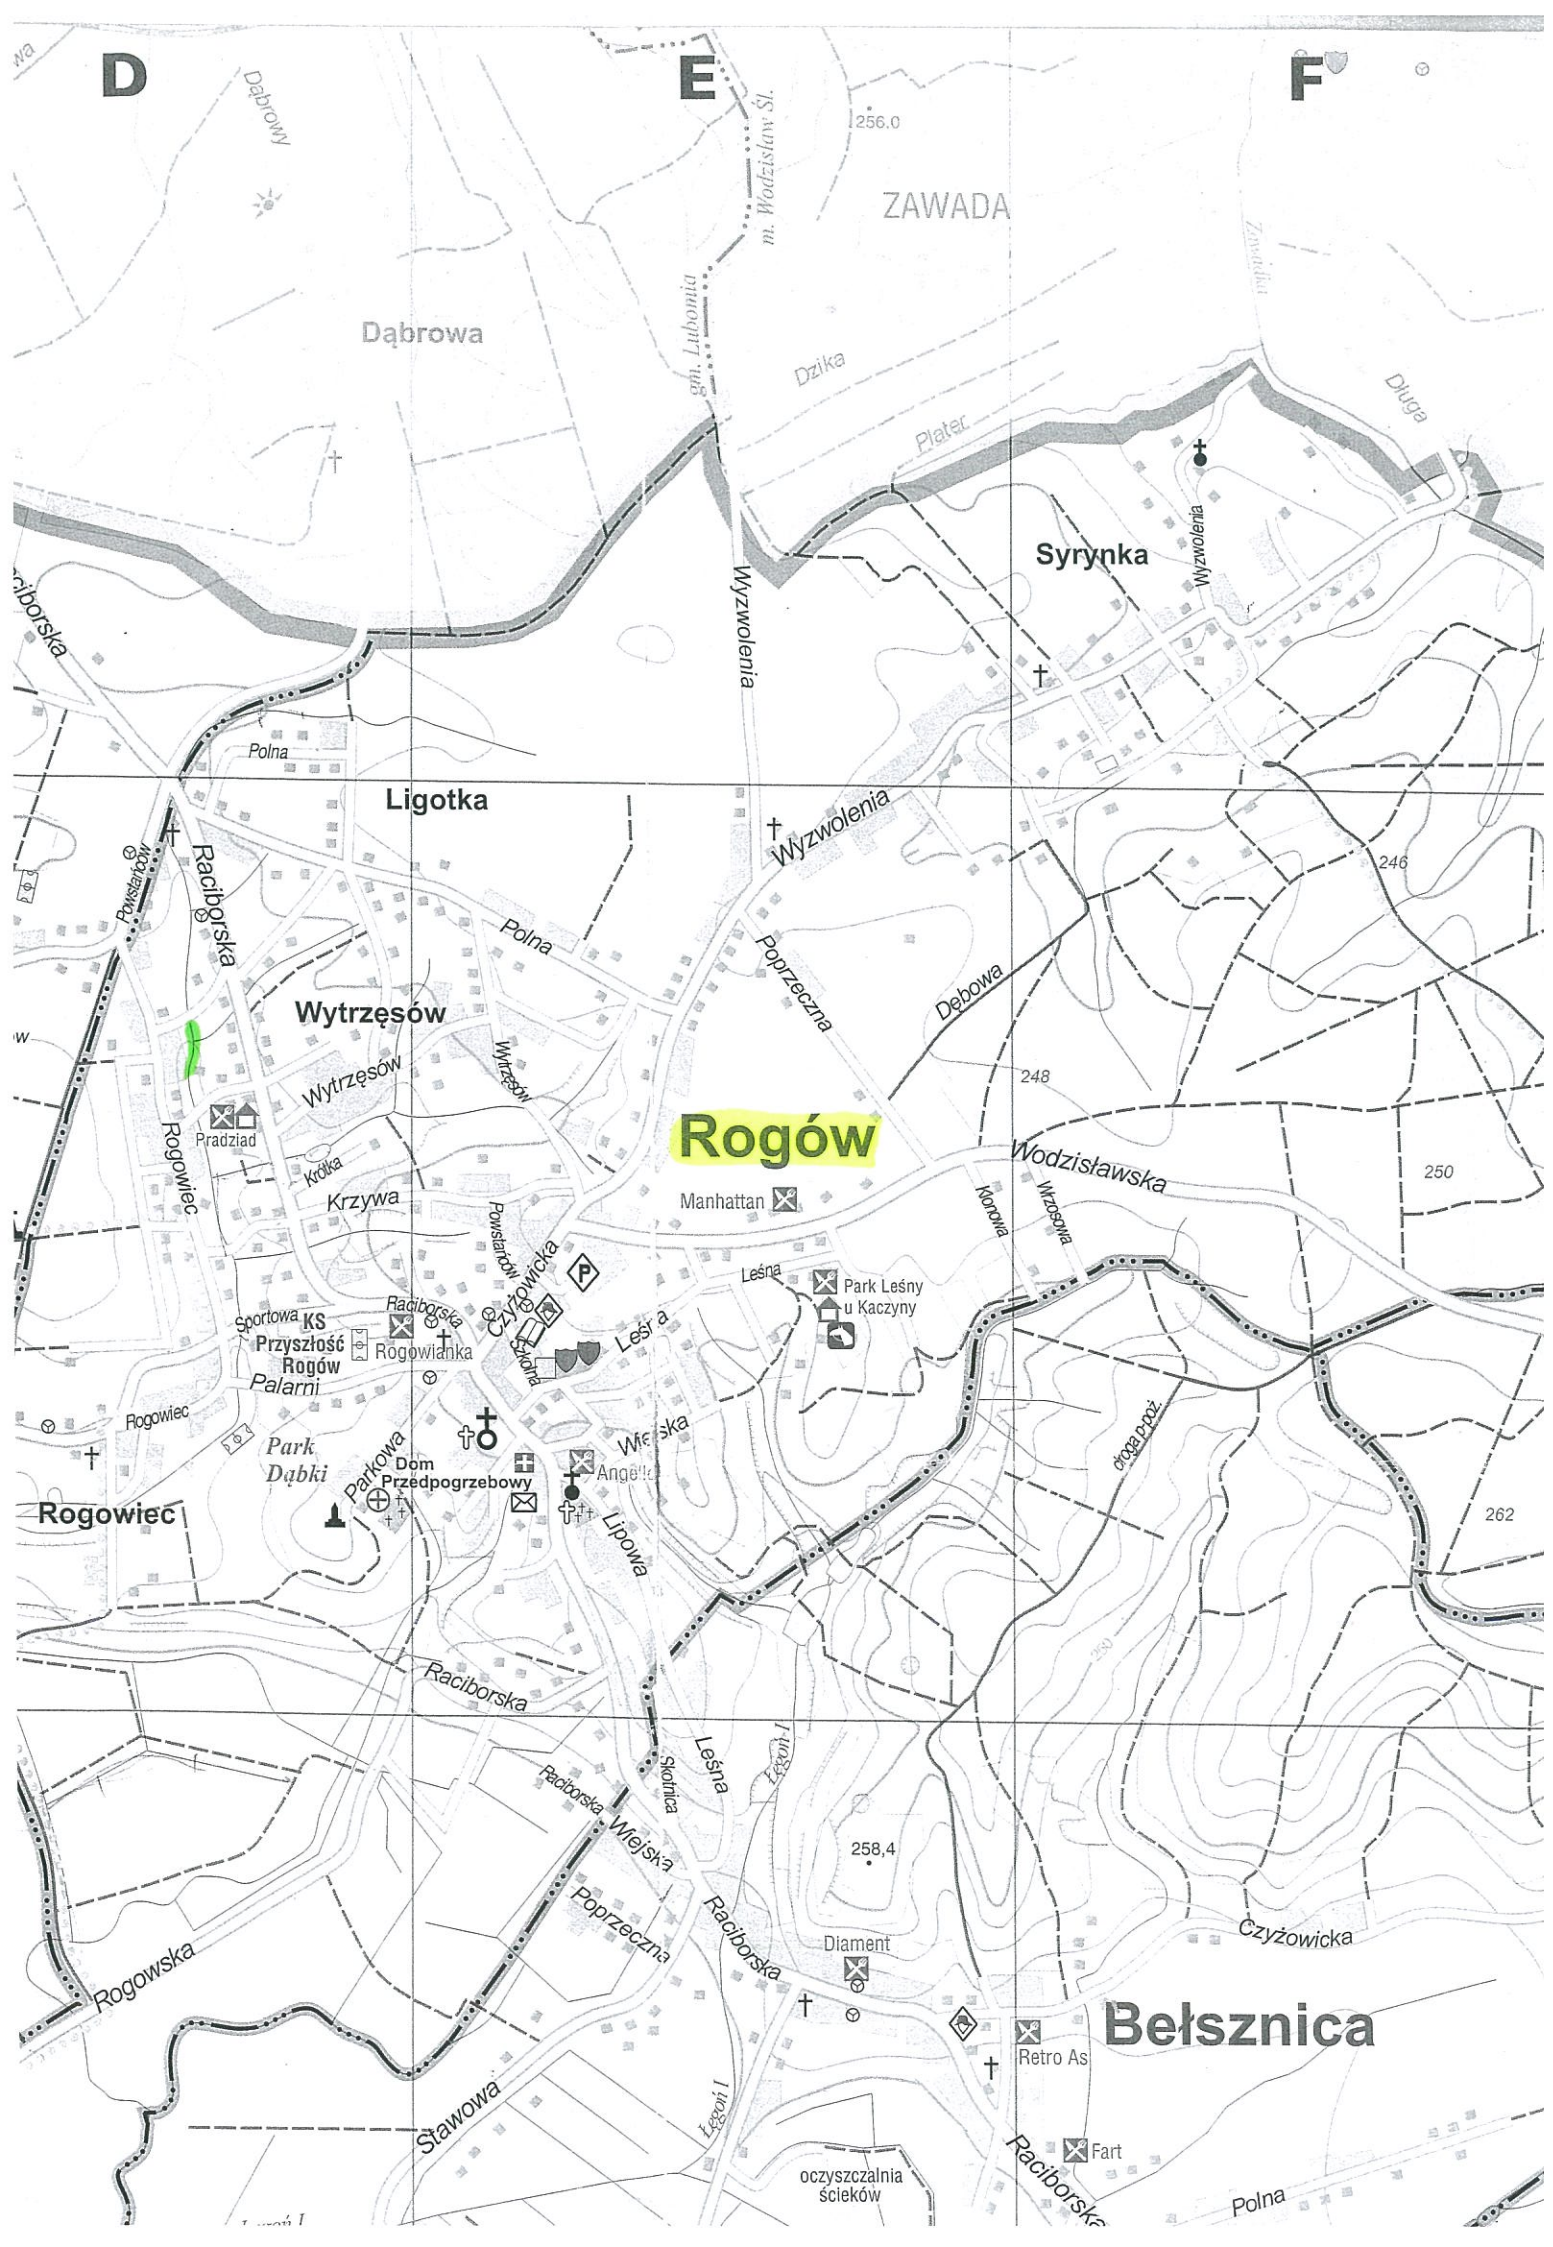 D
E
F
Dąbrowy
256.0
m. Wodzisław Śl.
ZAWADA
Zawadka
gm. Lubomia
Dąbrowa
Dzika
Plater
Długa
Syrynka
Wyzwolenia
Wyzwolenia
Polna
Ligotka
Wyzwolenia
Powstańców
Raciborska
246
Polna
Poprzeczna
Dębowa
Wytrzęsów
Wytrzęsów
Wytrzęsów
248
Rogów
Pradziad
Rogowiec
Krótka
Krzywa
Wodzisławska
250
Manhattan
Klonowa
Wrzosowa
Powstańców
Czyżowicka
P
Leśna
Park Leśny
u Kaczyny
Raciborska
Sportowa
KS
Przyszłość
Rogów
Rogowianka
Szkolna
Palarni
Rogowiec
Park
Dąbki
Parkowa
Dom
Przedpogrzebowy
droga p-poż.
Rogowiec
Lipowa
262
Raciborska
Łęgoń I
Leśna
Skotnica
Raciborska
Wiejska
258,4
Poprzeczna
Raciborska
Diament
Czyżowicka
Rogowska
Bełsznica
Retro As
Stawowa
Łęgoń I
Fart
Raciborska
oczyszczalnia
ścieków
Polna